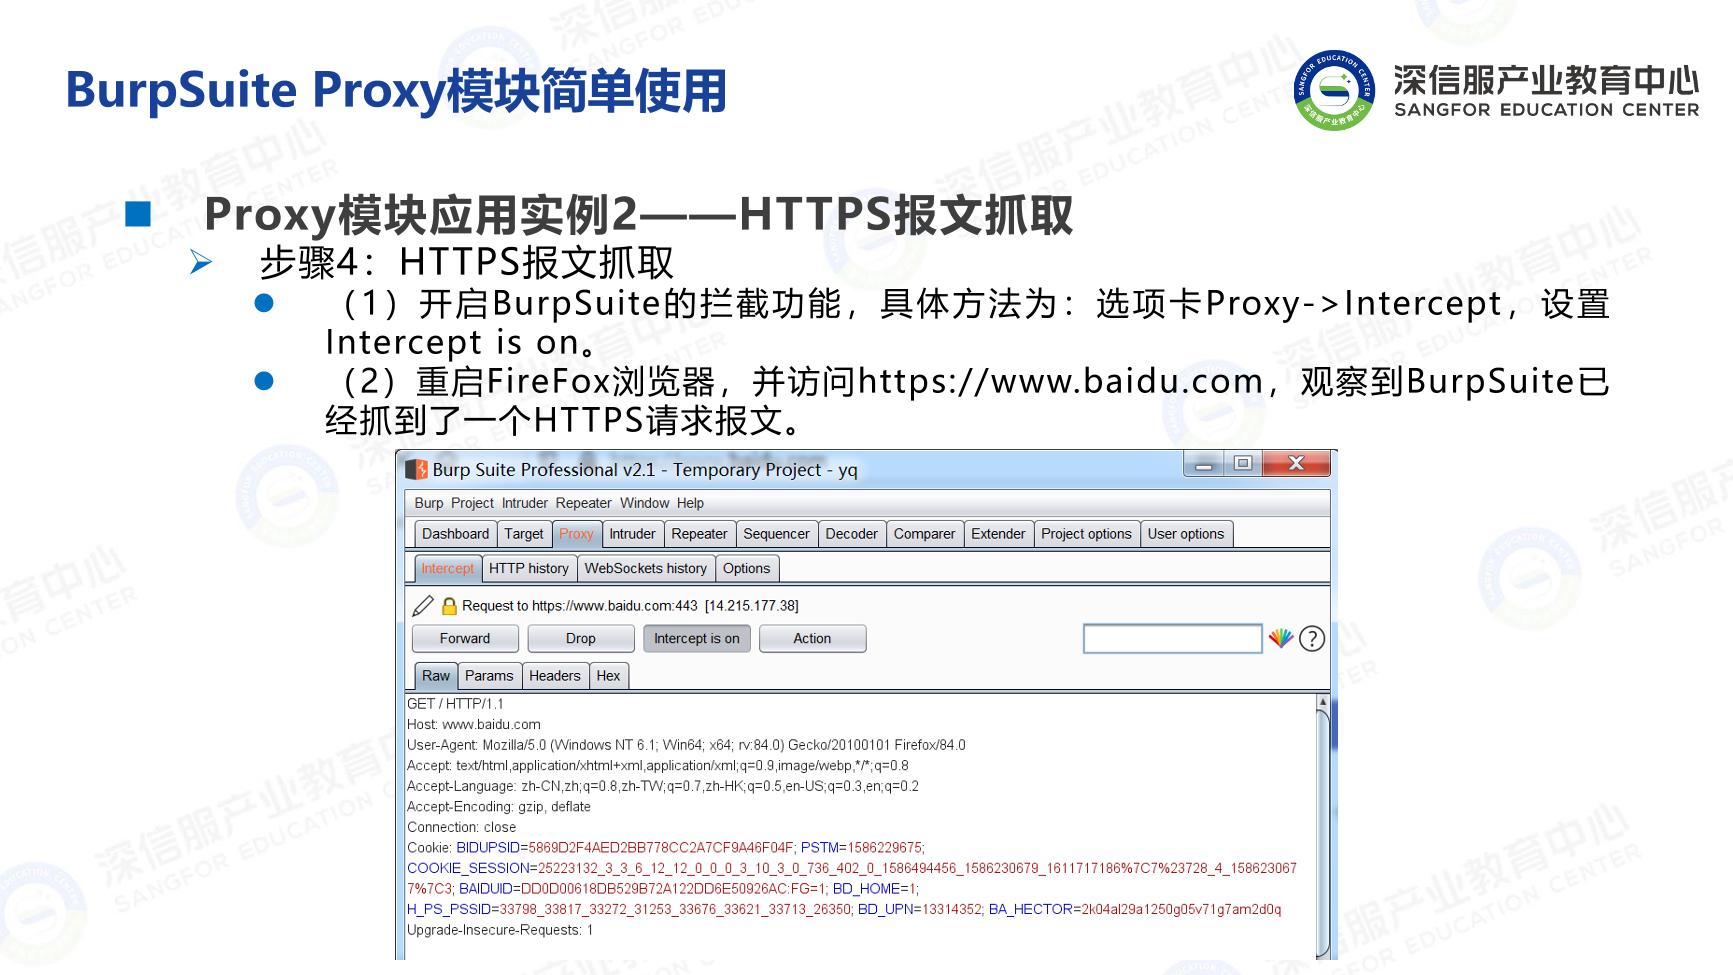 BurpSuite Proxy模块简单使用
深信服产业教育中心
SANGFOR EDUCATION CENTER
Proxy模块应用实例2——HTTPS报文抓取
步骤4：HTTPS报文抓取
（1）开启BurpSuite的拦截功能，具体方法为：选项卡Proxy->Intercept，设置
Intercept is on。
（2）重启FireFox浏览器，并访问https://www.baidu.com，观察到BurpSuite已
经抓到了一个HTTPS请求报文。
Burp Suite Professional v2.1 - Temporary Project - yq
Burp Project Intruder Repeater Window Help
Dashboard Target Proxy Intruder Repeater Sequencer Decoder Comparer Extender Project options User options
Intercept HTTP history WebSockets history Options
Request to https://www.baidu.com:443 [14.215.177.38]
Forward Drop Intercept is on Action
Raw Params Headers Hex
GET / HTTP/1.1
Host: www.baidu.com
User-Agent: Mozilla/5.0 (Windows NT 6.1; Win64; x64; rv:84.0) Gecko/20100101 Firefox/84.0
Accept: text/html,application/xhtml+xml,application/xml;q=0.9,image/webp,*/*;q=0.8
Accept-Language: zh-CN,zh;q=0.8,zh-TW;q=0.7,zh-HK;q=0.5,en-US;q=0.3,en;q=0.2
Accept-Encoding: gzip, deflate
Connection: close
Cookie: BIDUPSID=5869D2F4AED2BB778CC2A7CF9A46F04F; PSTM=1586229675;
COOKIE_SESSION=25223132_3_3_6_12_12_0_0_0_3_10_3_0_736_402_0_1586494456_1586230679_1611717186%7C7%23728_4_158623067
7%7C3; BAIDUID=DD0D00618DB529B72A122DD6E50926AC:FG=1; BD_HOME=1;
H_PS_PSSID=33798_33817_33272_31253_33676_33621_33713_26350; BD_UPN=13314352; BA_HECTOR=2k04al29a1250g05v71g7am2d0q
Upgrade-Insecure-Requests: 1